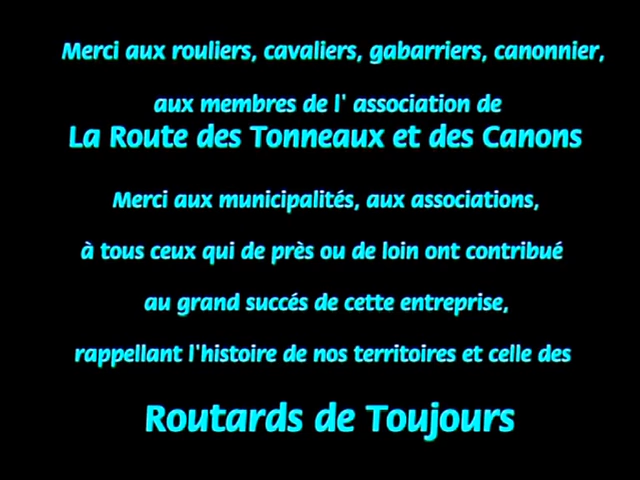 Merci aux rouliers, cavaliers, gabarriers, canonnier,
aux membres de l' association de
La Route des Tonneaux et des Canons
Merci aux municipalités, aux associations,
à tous ceux qui de près ou de loin ont contribué
au grand succés de cette entreprise,
rappellant l'histoire de nos territoires et celle des
Routards de Toujours